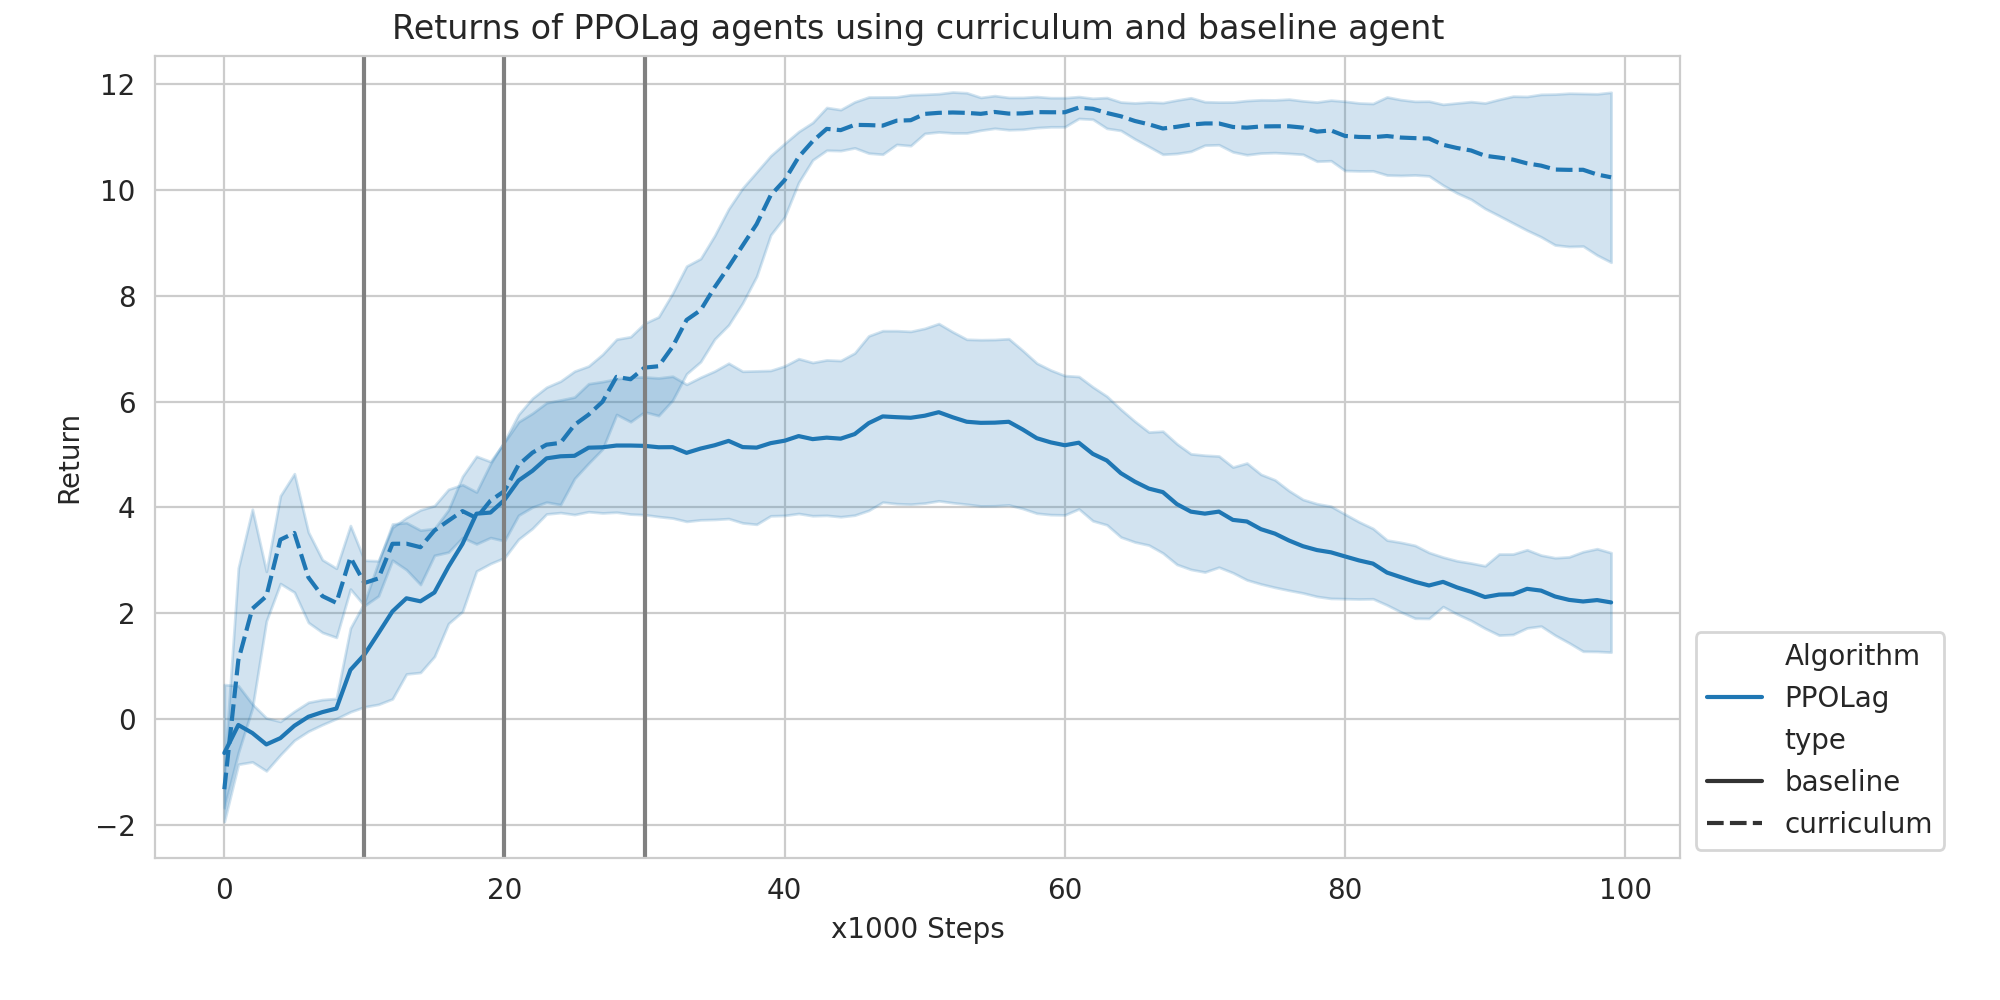 Returns of PPOLag agents using curriculum and baseline agent
12
10
8
6
4
2
0
−2
Return
0 20 40 60 80 100
x1000 Steps
Algorithm
PPOLag
type
baseline
curriculum